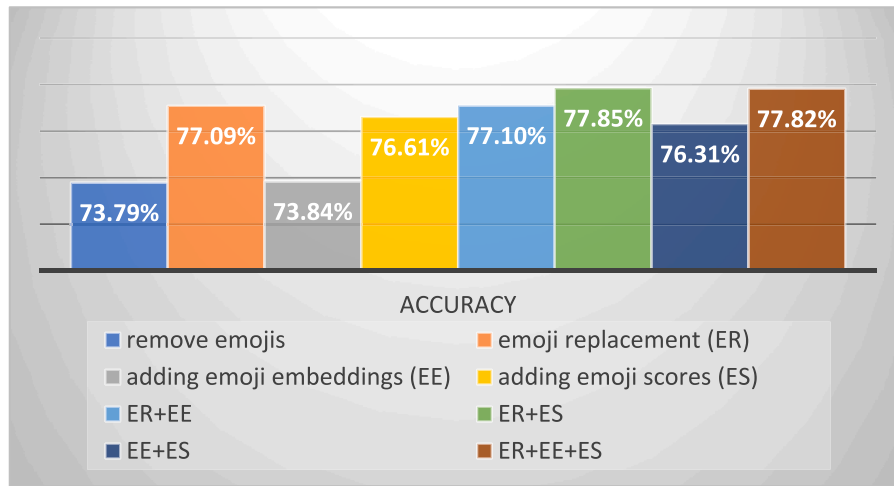 73.79%
77.09%
73.84%
76.61%
77.10%
77.85%
76.31%
77.82%
ACCURACY
remove emojis
emoji replacement (ER)
adding emoji embeddings (EE)
adding emoji scores (ES)
ER+EE
ER+ES
EE+ES
ER+EE+ES